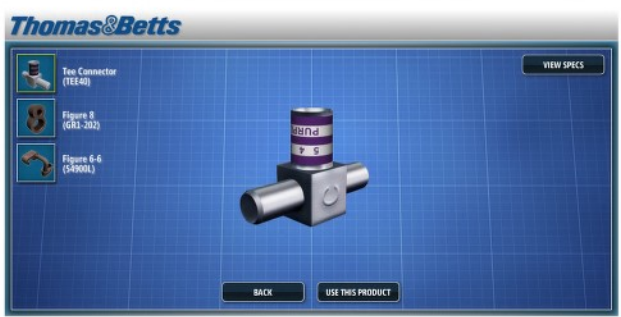 Thomas&Betts
Tee Connector
(TEE40)
VIEW SPECS
Figure 8
(GR1-202)
Figure 6-6
(S4900L)
PURP
5 4
BACK
USE THIS PRODUCT